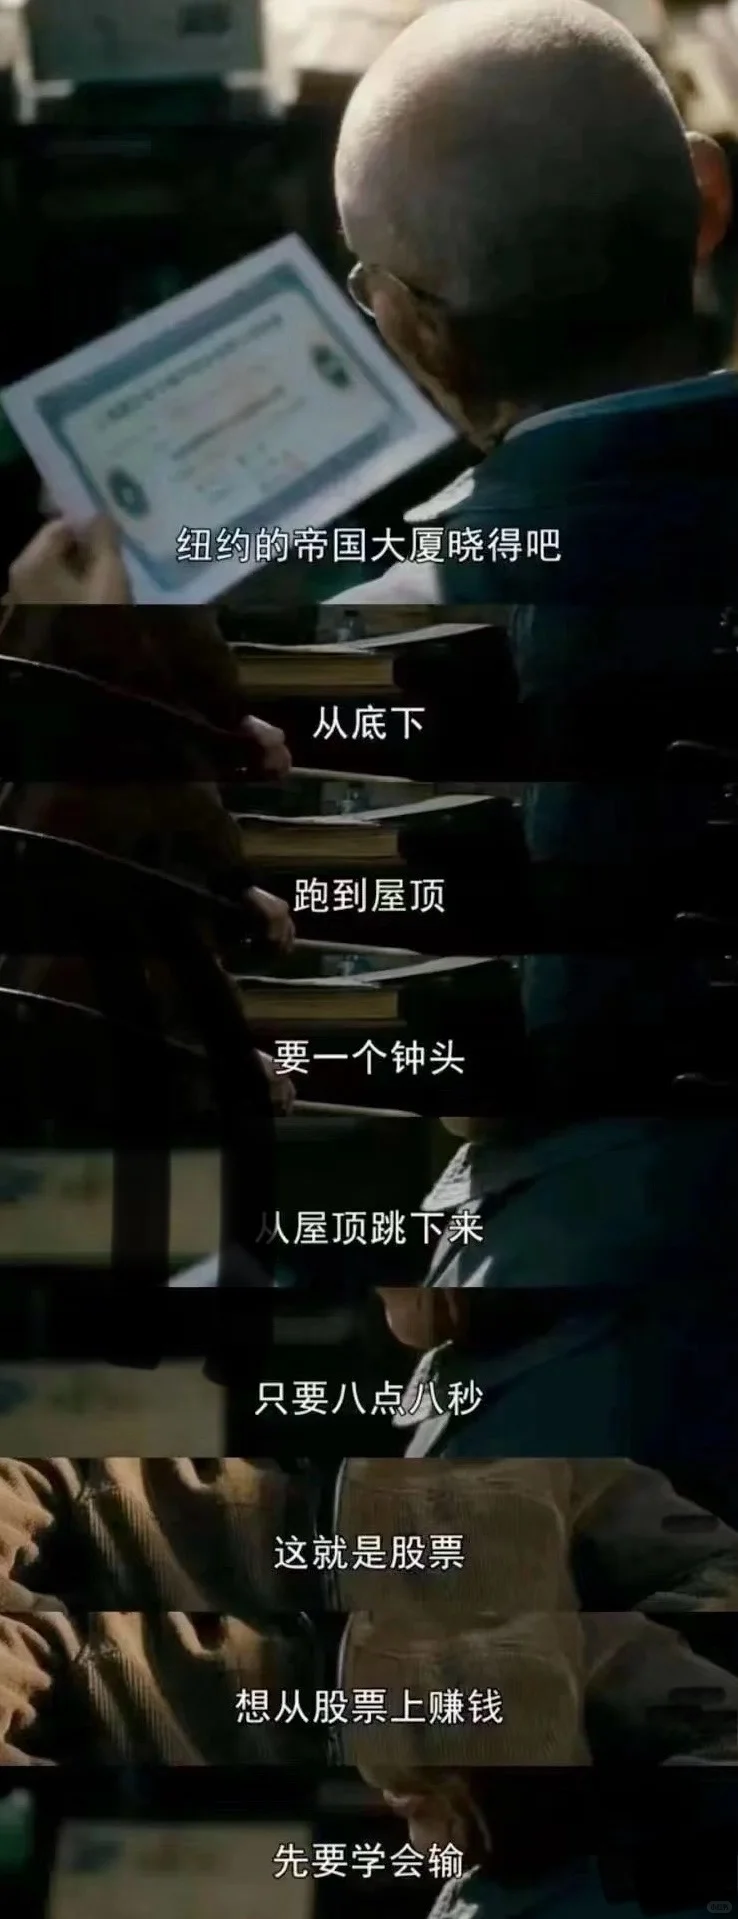 纽约的帝国大厦晓得吧
从底下
跑到屋顶
要一个钟头
从屋顶跳下来
只要八点八秒
这就是股票
想从股票上赚钱
先要学会输